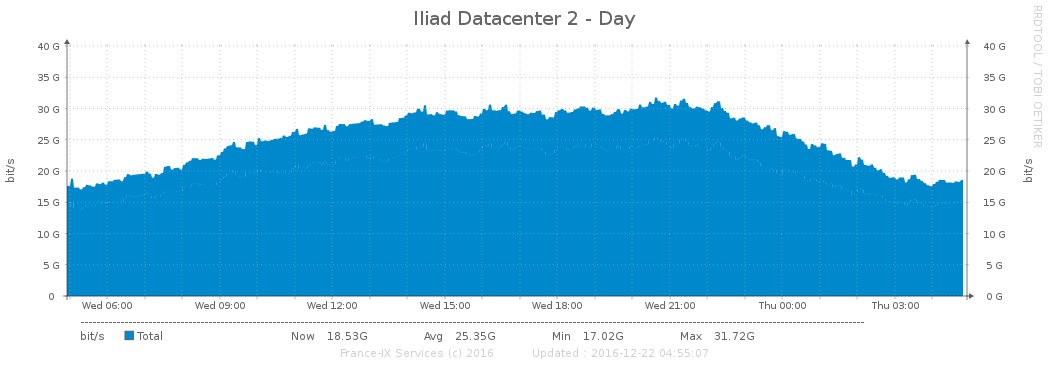 Iliad Datacenter 2 - Day
RRDTOOL / TOBI OETIKER
40 G 40 G
35 G 35 G
30 G 30 G
25 G 25 G
20 G 20 G
15 G 15 G
10 G 10 G
5 G 5 G
0 0 G
bit/s bit/s
Wed 06:00 Wed 09:00 Wed 12:00 Wed 15:00 Wed 18:00 Wed 21:00 Thu 00:00 Thu 03:00
bit/s Total Now 18.53G Avg 25.35G Min 17.02G Max 31.72G
France-IX Services (c) 2016 Updated : 2016-12-22 04:55:07